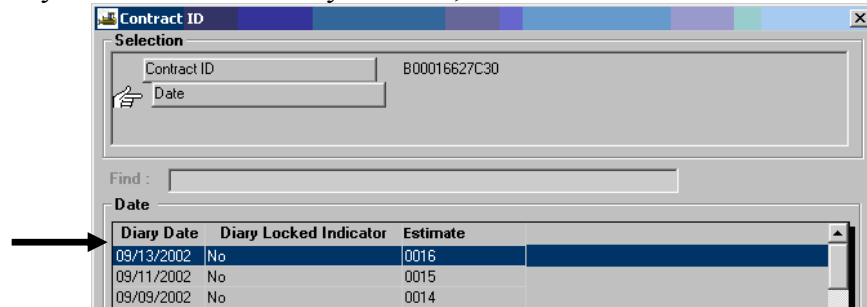 Contract ID
Selection
Contract ID B00016627C30
Date
Find :
Date
Diary Date Diary Locked Indicator Estimate
09/13/2002 No 0016
09/11/2002 No 0015
09/09/2002 No 0014